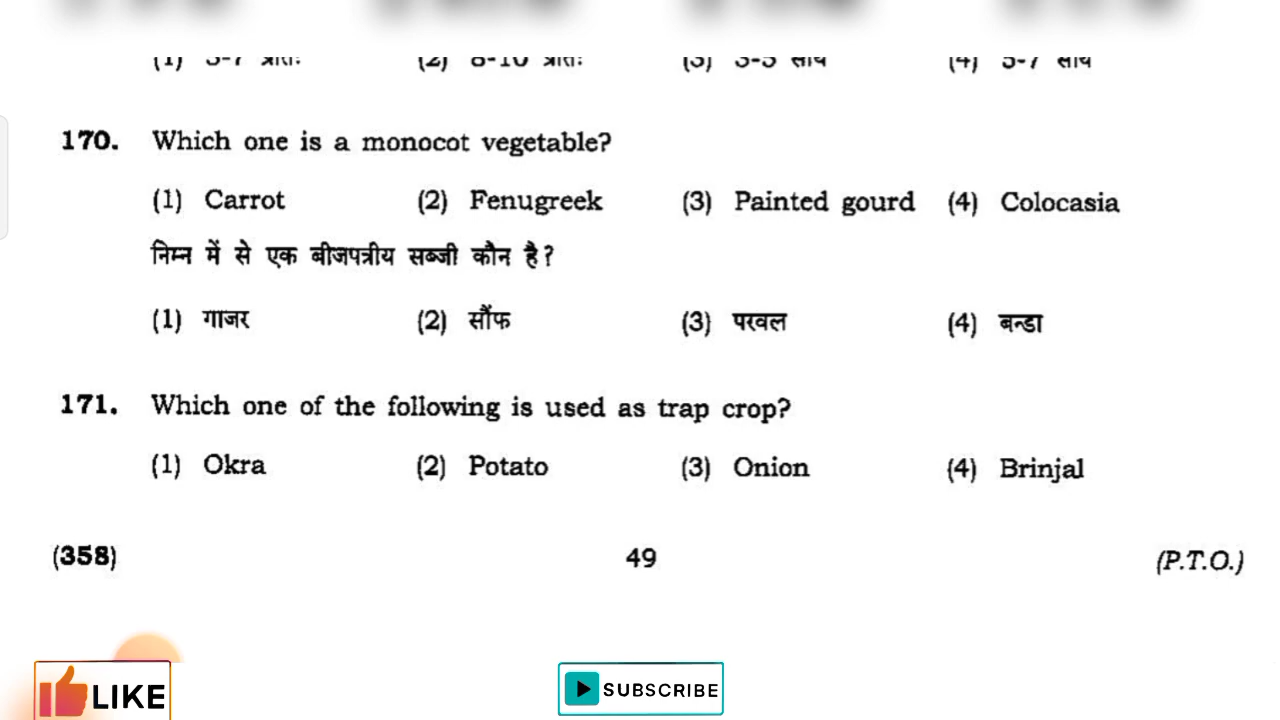 170. Which one is a monocot vegetable?
(1) Carrot (2) Fenugreek (3) Painted gourd (4) Colocasia
निम्न में से एक बीजपत्रीय सब्जी कौन है?
(1) गाजर (2) सौंफ (3) परवल (4) बन्डा
171. Which one of the following is used as trap crop?
(1) Okra (2) Potato (3) Onion (4) Brinjal
(358) 49 (P.T.O.)
LIKE SUBSCRIBE